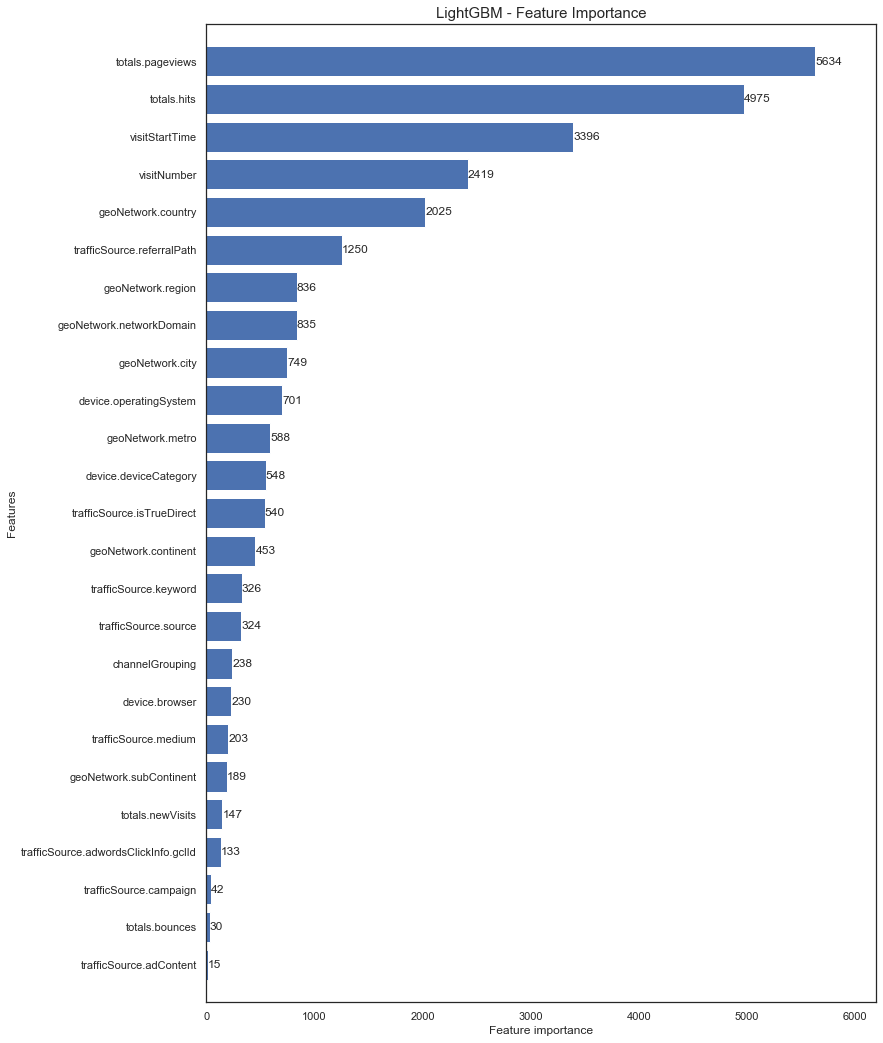 LightGBM - Feature Importance
totals.pageviews 5634
totals.hits 4975
visitStartTime 3396
visitNumber 2419
geoNetwork.country 2025
trafficSource.referralPath 1250
geoNetwork.region 836
geoNetwork.networkDomain 835
geoNetwork.city 749
device.operatingSystem 701
geoNetwork.metro 588
device.deviceCategory 548
trafficSource.isTrueDirect 540
geoNetwork.continent 453
trafficSource.keyword 326
trafficSource.source 324
channelGrouping 238
device.browser 230
trafficSource.medium 203
geoNetwork.subContinent 189
totals.newVisits 147
trafficSource.adwordsClickInfo.gclId 133
trafficSource.campaign 42
totals.bounces 30
trafficSource.adContent 15
Features
0 1000 2000 3000 4000 5000 6000
Feature importance